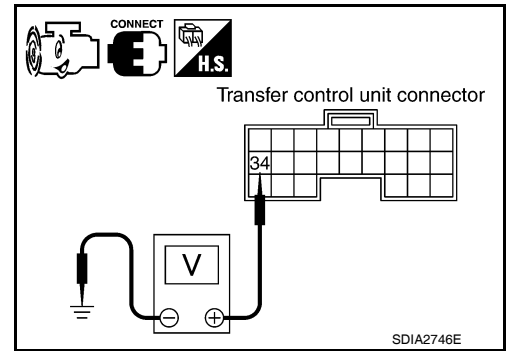 CONNECT
H.S.
Transfer control unit connector
34
V
− +
SDIA2746E